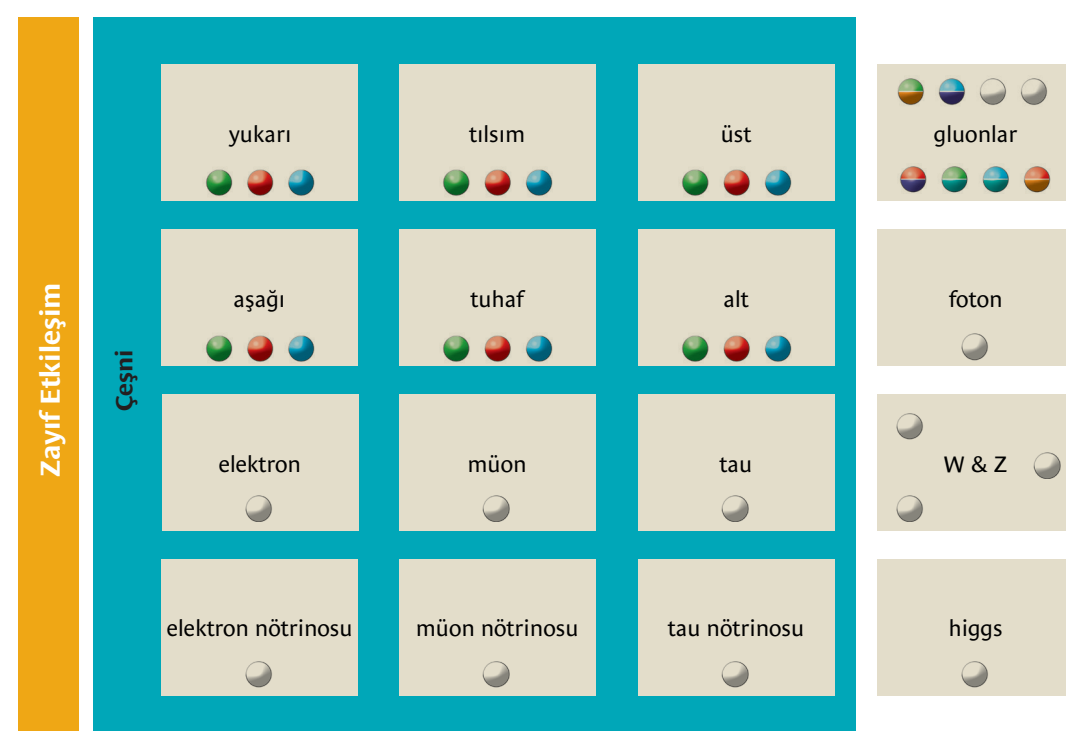 Zayıf Etkileşim
Çeşni
yukarı
tılsım
üst
gluonlar
aşağı
tuhaf
alt
foton
elektron
müon
tau
W & Z
elektron nötrinosu
müon nötrinosu
tau nötrinosu
higgs